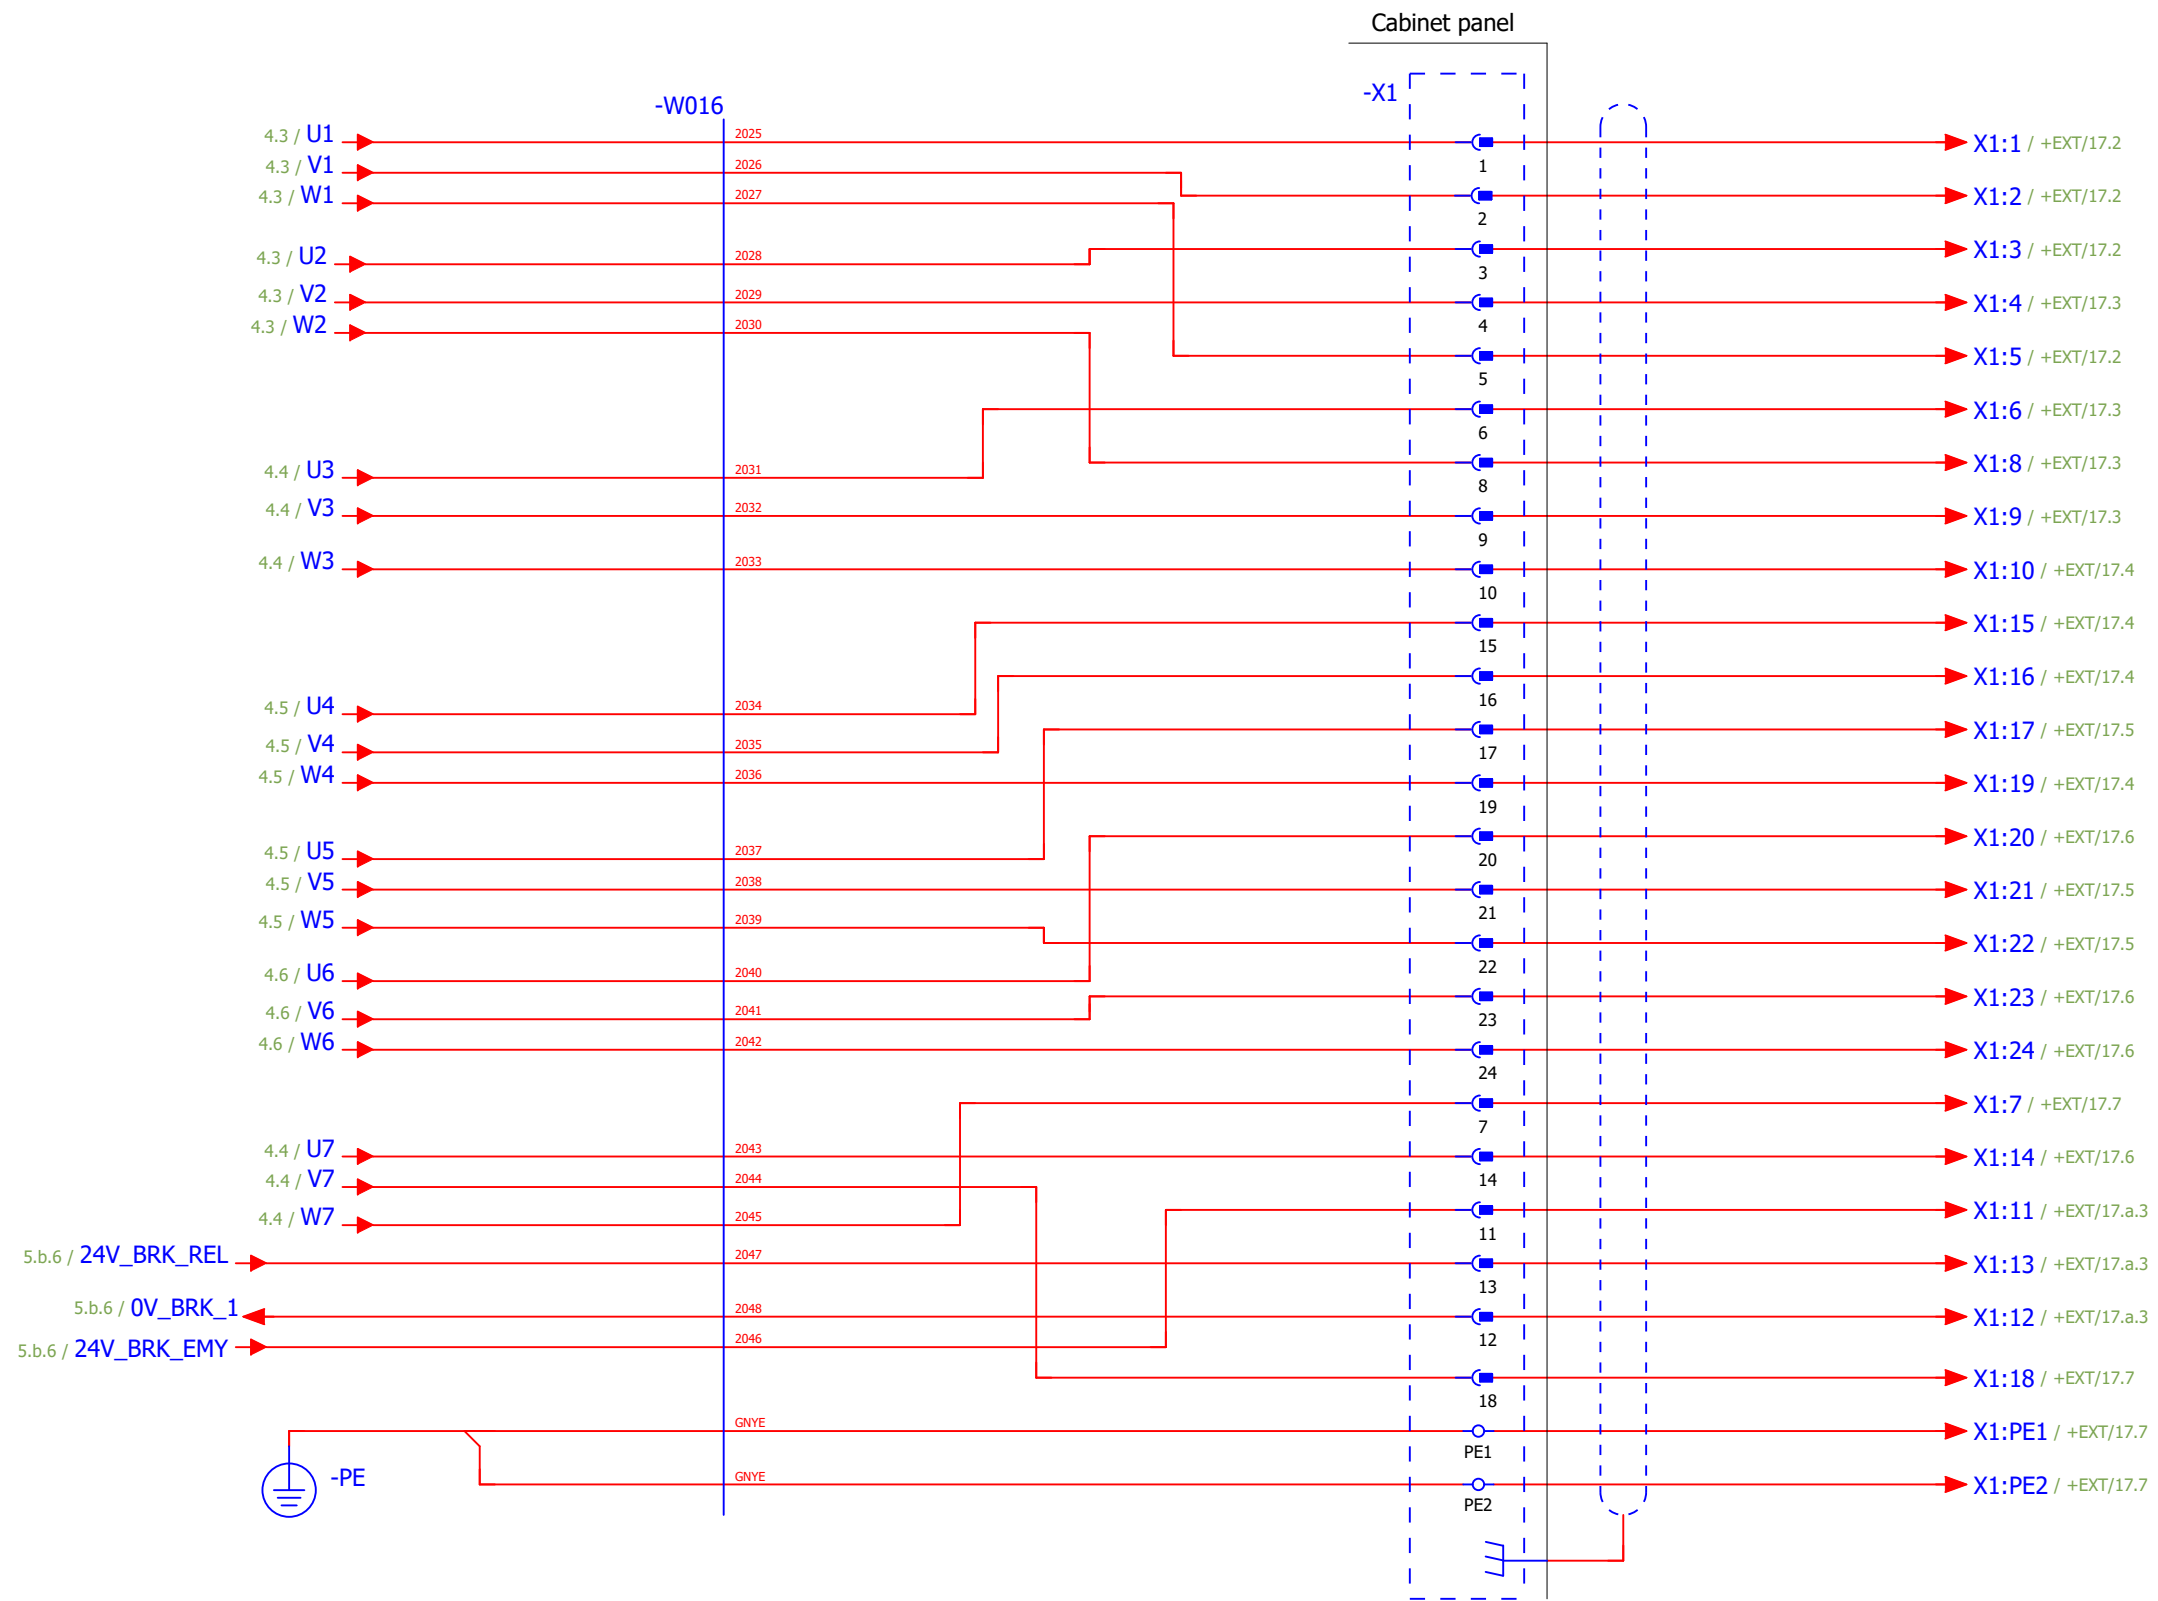 Cabinet panel
-W016
-X1
4.3 / U1 2025 1 X1:1 / +EXT/17.2
4.3 / V1 2026
4.3 / W1 2027 2 X1:2 / +EXT/17.2
4.3 / U2 2028 3 X1:3 / +EXT/17.2
4.3 / V2 2029 4 X1:4 / +EXT/17.3
4.3 / W2 2030
5 X1:5 / +EXT/17.2
6 X1:6 / +EXT/17.3
4.4 / U3 2031 8 X1:8 / +EXT/17.3
4.4 / V3 2032 9 X1:9 / +EXT/17.3
4.4 / W3 2033 10 X1:10 / +EXT/17.4
15 X1:15 / +EXT/17.4
16 X1:16 / +EXT/17.4
4.5 / U4 2034
17 X1:17 / +EXT/17.5
4.5 / V4 2035
4.5 / W4 2036 19 X1:19 / +EXT/17.4
20 X1:20 / +EXT/17.6
4.5 / U5 2037
4.5 / V5 2038 21 X1:21 / +EXT/17.5
4.5 / W5 2039 22 X1:22 / +EXT/17.5
4.6 / U6 2040
23 X1:23 / +EXT/17.6
4.6 / V6 2041
4.6 / W6 2042 24 X1:24 / +EXT/17.6
7 X1:7 / +EXT/17.7
4.4 / U7 2043 14 X1:14 / +EXT/17.6
4.4 / V7 2044
11 X1:11 / +EXT/17.a.3
4.4 / W7 2045
5.b.6 / 24V_BRK_REL 2047 13 X1:13 / +EXT/17.a.3
5.b.6 / 0V_BRK_1 2048 12 X1:12 / +EXT/17.a.3
5.b.6 / 24V_BRK_EMY 2046
18 X1:18 / +EXT/17.7
GNYE PE1 X1:PE1 / +EXT/17.7
-PE GNYE PE2 X1:PE2 / +EXT/17.7